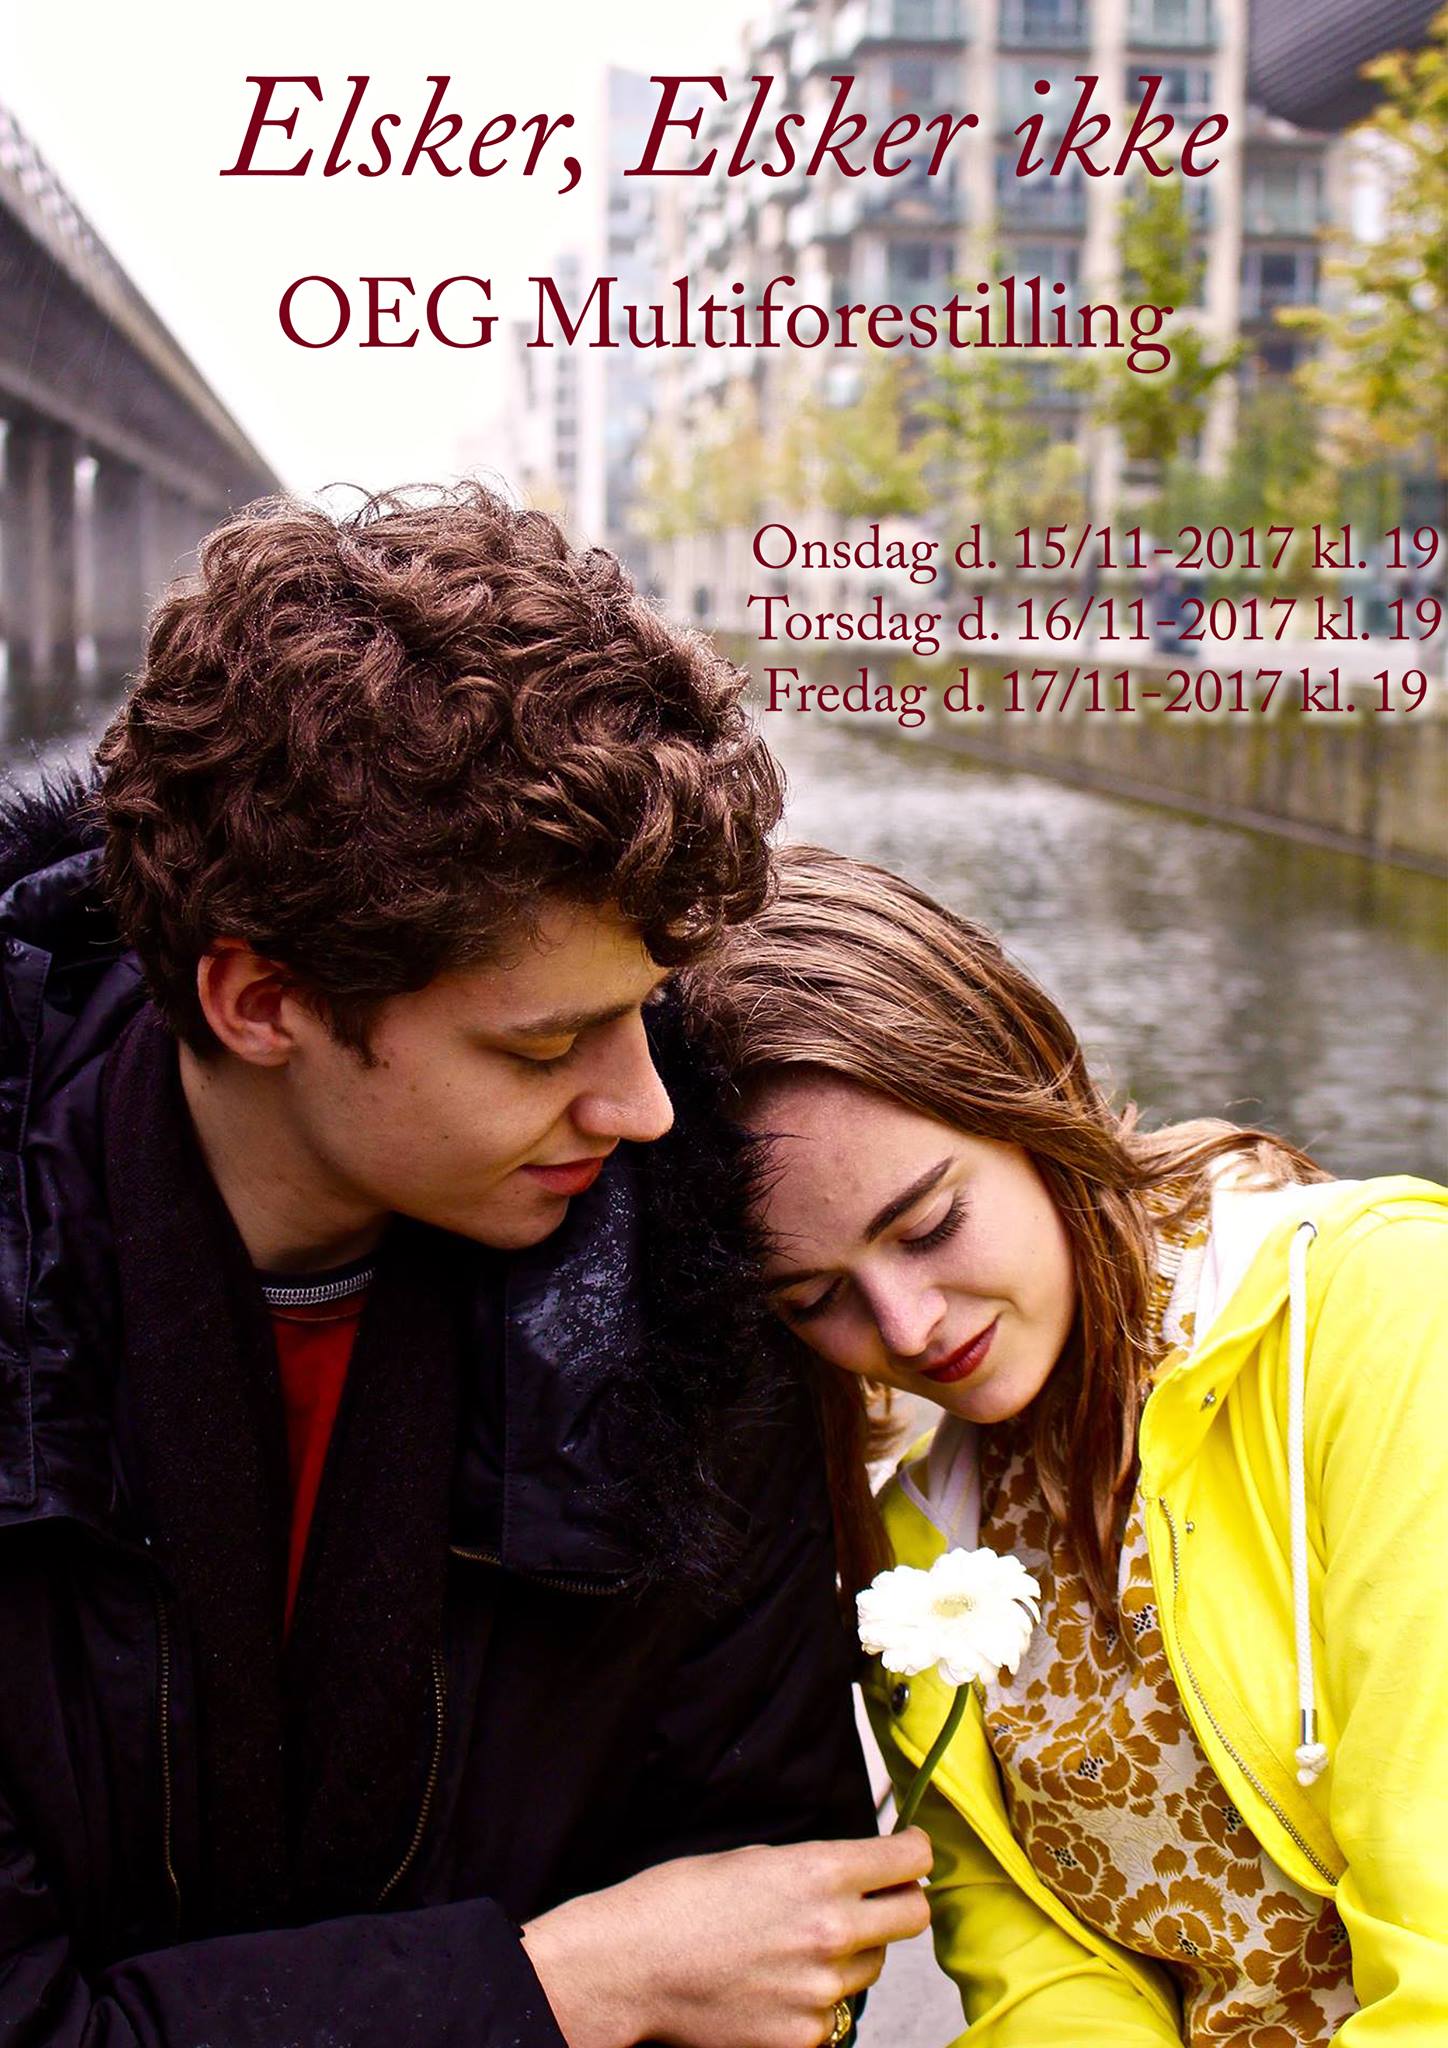 Elsker, Elsker ikke
OEG Multiforestilling
Onsdag d. 15/11-2017 kl. 19
Torsdag d. 16/11-2017 kl. 19
Fredag d. 17/11-2017 kl. 19